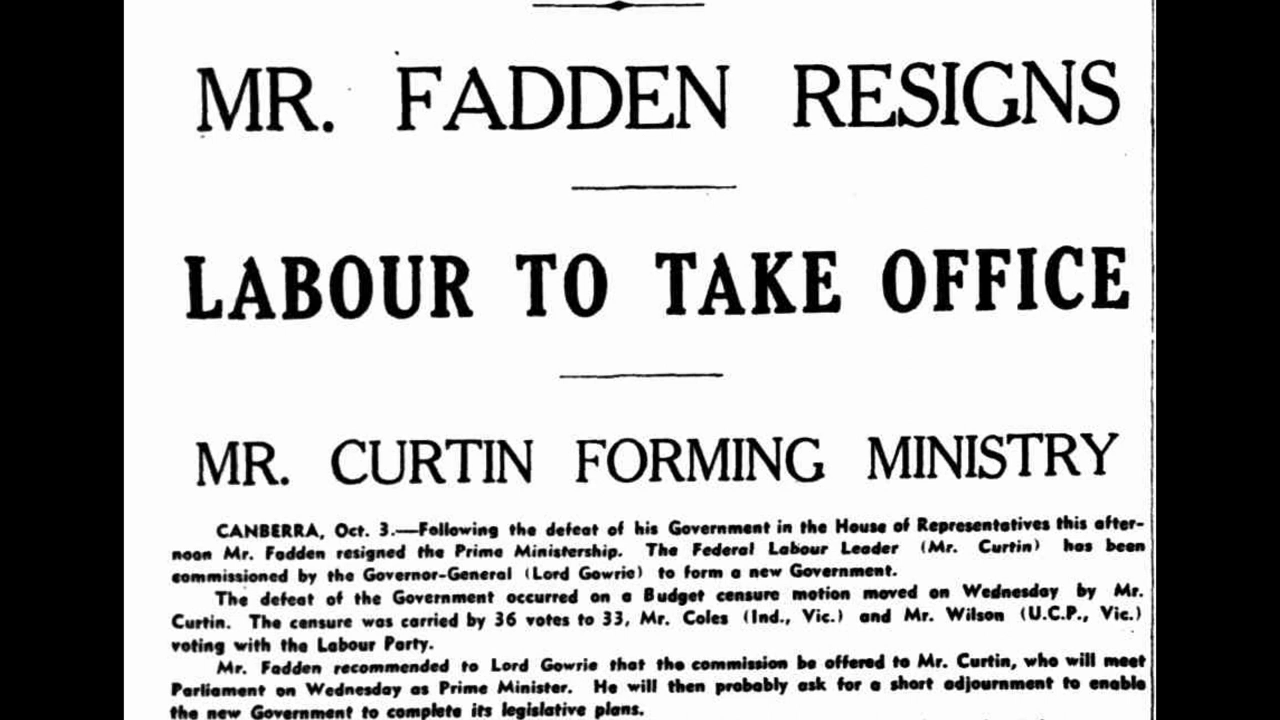 MR. FADDEN RESIGNS
LABOUR TO TAKE OFFICE
MR. CURTIN FORMING MINISTRY
CANBERRA, Oct. 3.—Following the defeat of his Government in the House of Representatives this after-
noon Mr. Fadden resigned the Prime Ministership. The Federal Labour Leader (Mr. Curtin) has been
commissioned by the Governor-General (Lord Gowrie) to form a new Government.
The defeat of the Government occurred on a Budget censure motion moved on Wednesday by Mr.
Curtin. The censure was carried by 36 votes to 33, Mr. Coles (Ind., Vic.) and Mr. Wilson (U.C.P., Vic.)
voting with the Labour Party.
Mr. Fadden recommended to Lord Gowrie that the commission be offered to Mr. Curtin, who will meet
Parliament on Wednesday as Prime Minister. He will then probably ask for a short adjournment to enable
the new Government to complete its legislative plans.